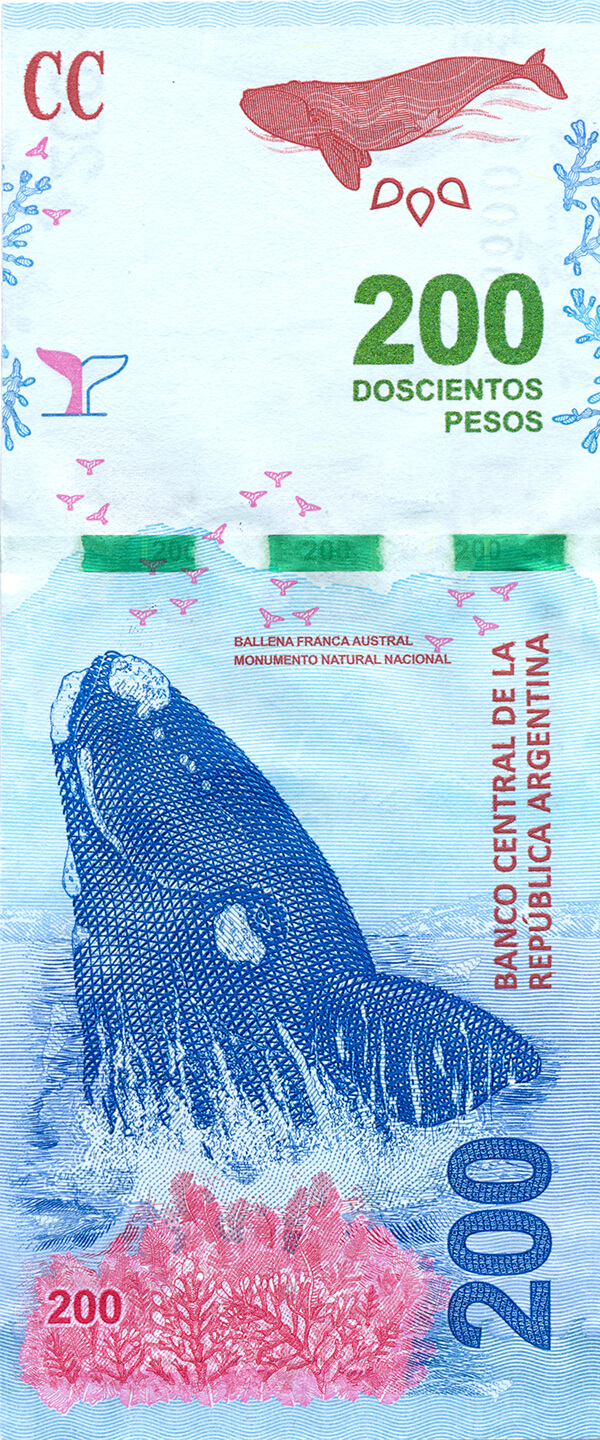 CC
200
DOSCIENTOS
PESOS
200
200
200
BALLENA FRANCA AUSTRAL
MONUMENTO NATURAL NACIONAL
BANCO CENTRAL DE LA
REPÚBLICA ARGENTINA
200
200